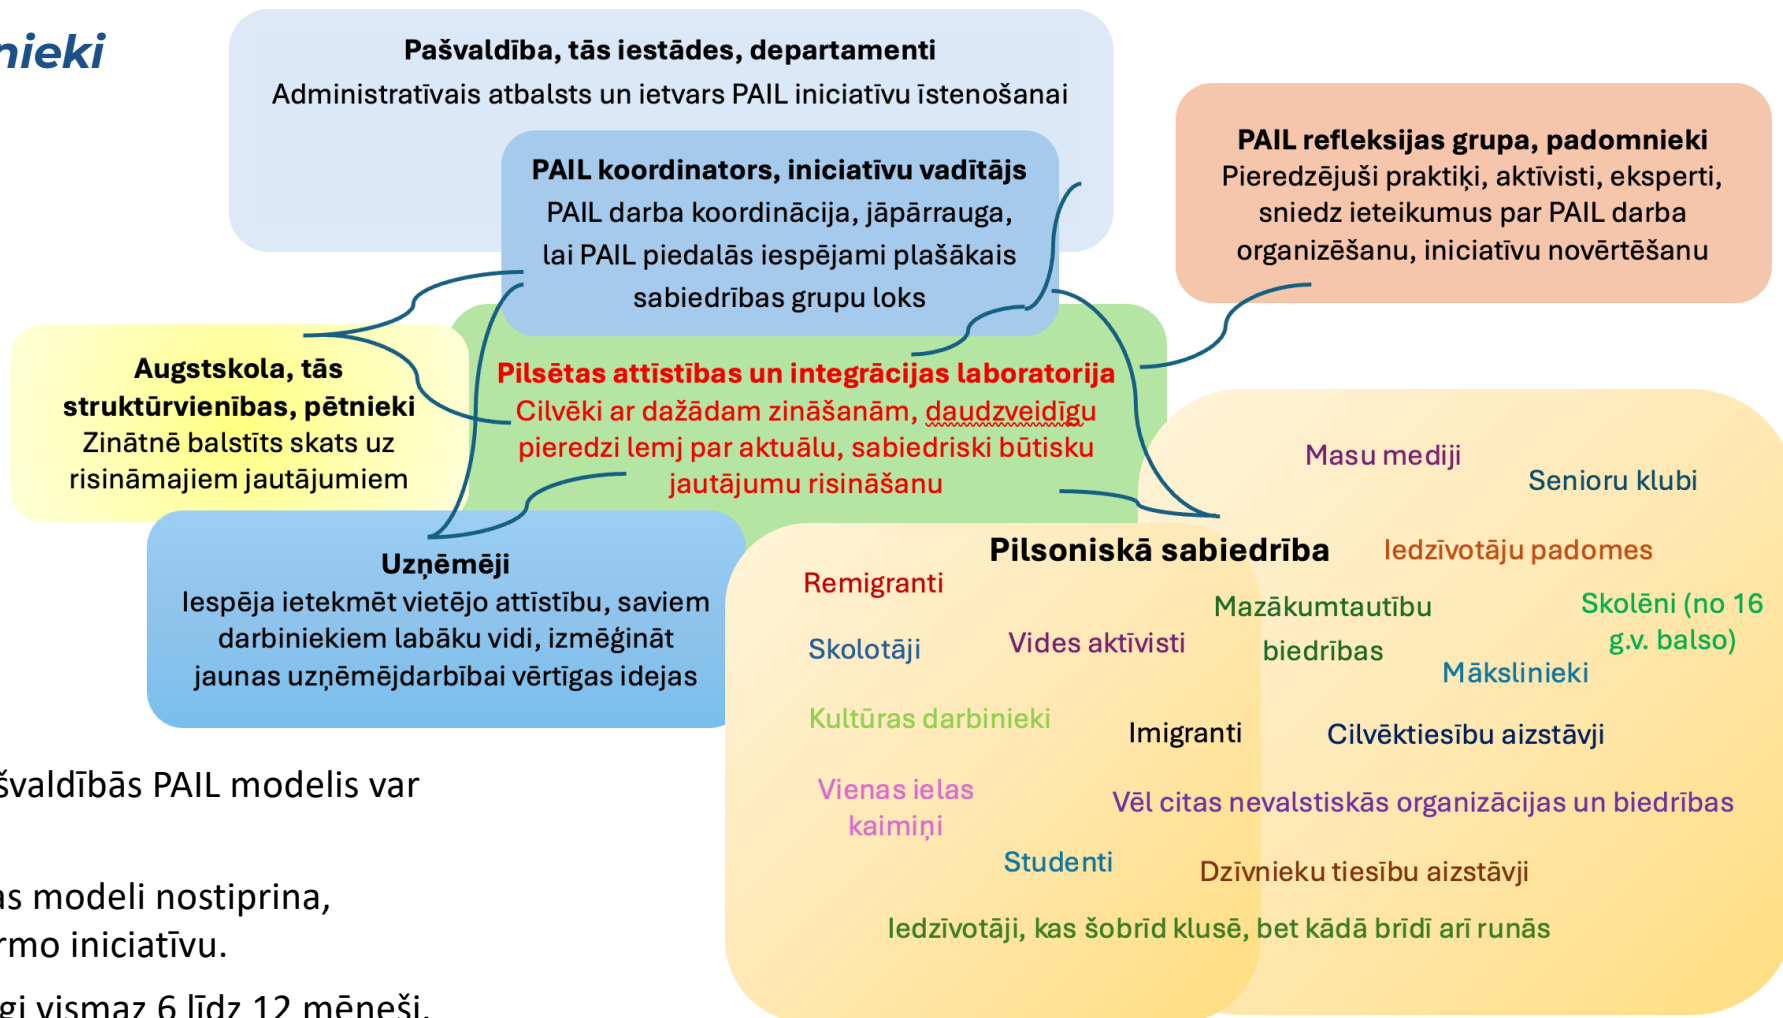 nieki
Pašvaldība, tās iestādes, departamenti
Administratīvais atbalsts un ietvars PAIL iniciatīvu īstenošanai
PAIL koordinators, iniciatīvu vadītājs
PAIL darba koordinācija, jāpārrauga,
lai PAIL piedalās iespējami plašākais
sabiedrības grupu loks
PAIL refleksijas grupa, padomnieki
Pieredzējuši praktiķi, aktīvisti, eksperti,
sniedz ieteikumus par PAIL darba
organizēšanu, iniciatīvu novērtēšanu
Augstskola, tās
struktūrvienības, pētnieki
Zinātnē balstīts skats uz
risināmajiem jautājumiem
Pilsētas attīstības un integrācijas laboratorija
Cilvēki ar dažādam zināšanām, daudzveidīgu
pieredzi lemj par aktuālu, sabiedriski būtisku
jautājumu risināšanu
Uzņēmēji
Iespēja ietekmēt vietējo attīstību, saviem
darbiniekiem labāku vidi, izmēģināt
jaunas uzņēmējdarbībai vērtīgas idejas
Pilsoniskā sabiedrība
Masu mediji
Senioru klubi
Iedzīvotāju padomes
Remigranti
Mazākumtautību
biedrības
Skolēni (no 16
g.v. balso)
Skolotāji
Vides aktīvisti
Mākslinieki
Kultūras darbinieki
Imigranti
Cilvēktiesību aizstāvji
Vienas ielas
kaimiņi
Vēl citas nevalstiskās organizācijas un biedrības
Studenti
Dzīvnieku tiesību aizstāvji
Iedzīvotāji, kas šobrīd klusē, bet kādā brīdī arī runās
švaldībās PAIL modelis var
as modeli nostiprina,
rmo iniciatīvu.
gi vismaz 6 līdz 12 mēneši.